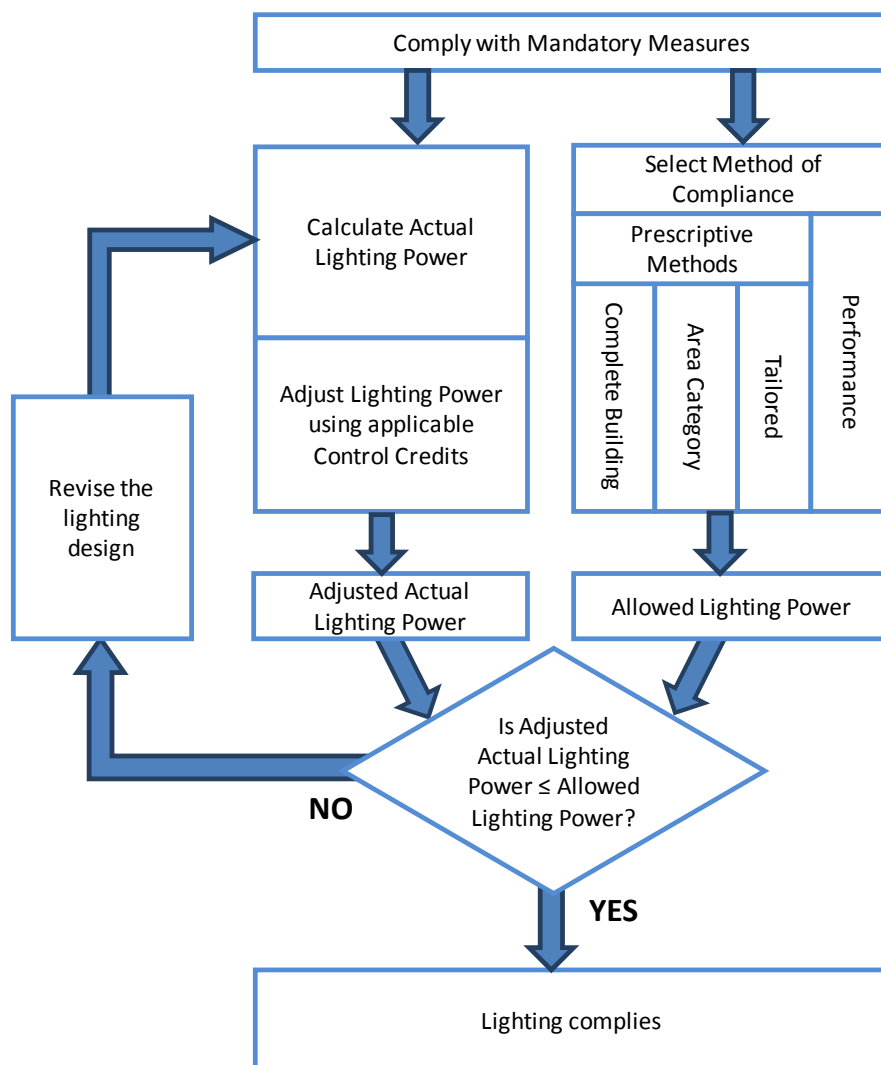 Comply with Mandatory Measures
Calculate Actual
Lighting Power
Adjust Lighting Power
using applicable
Control Credits
Select Method of
Compliance
Prescriptive
Methods
Complete Building
Area Category
Tailored
Performance
Revise the
lighting
design
Adjusted Actual
Lighting Power
Allowed Lighting Power
Is Adjusted
Actual Lighting
Power ≤ Allowed
Lighting Power?
NO
YES
Lighting complies